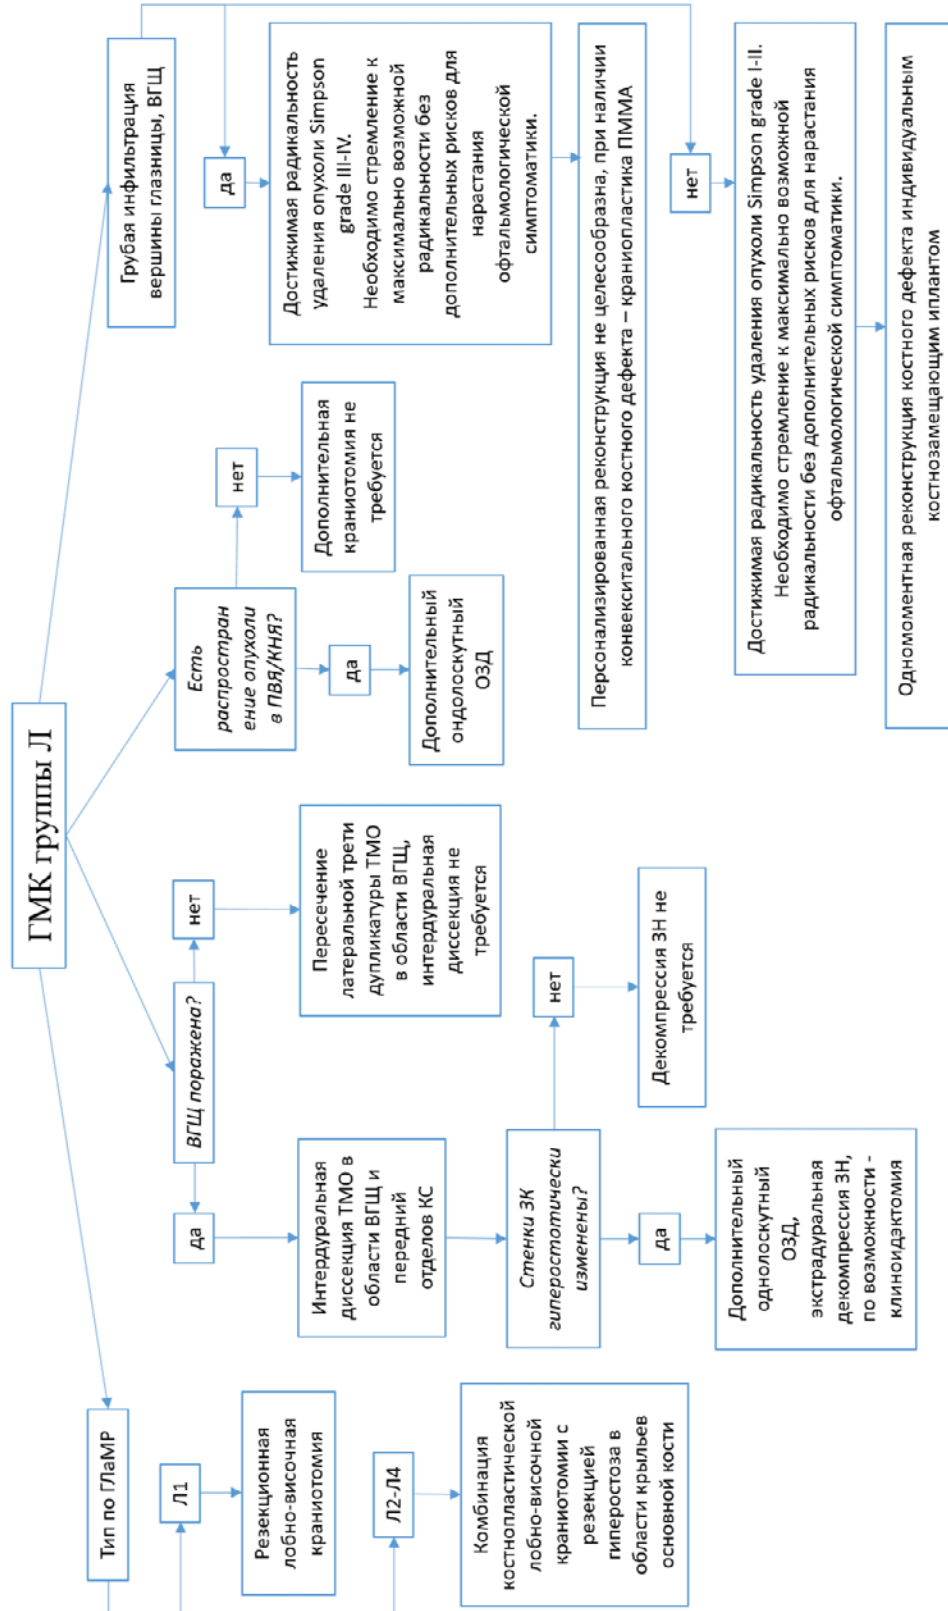 ГМК группы Л
Тип по ГЛаМР
Л1
Резекционная
лобно-височная
краниотомия
Л2-Л4
Комбинация
костнопластической
лобно-височной
краниотомии с
резекцией
гиперостоза в
области крыльев
основной кости
ВГЩ поражена?
да
Интердуральная
диссекция ТМО в
области ВГЩ и
передний
отделов КС
Стенки ЗК
гиперостотически
изменены?
да
Дополнительный
однолоскутный
ОЗД,
экстрадуральная
декомпрессия ЗН,
по возможности -
клиноидэктомия
нет
Декомпрессия ЗН не
требуется
нет
Пересечение
латеральной трети
дупликатуры ТМО
в области ВГЩ,
интердуральная
диссекция не
требуется
Есть
распростран
ение опухоли
в ПВЯ/КНЯ?
да
Дополнительный
ондолоскутный
ОЗД
нет
Дополнительная
краниотомия не
требуется
Грубая инфильтрация
вершины глазницы, ВГЩ
да
Достижимая радикальность
удаления опухоли Simpson
grade III-IV.
Необходимо стремление к
максимально возможной
радикальности без
дополнительных рисков для
нарастания
офтальмологической
симптоматики.
Персонализированная реконструкция не целесообразна, при наличии
конвекситального костного дефекта – краниопластика ПММА
нет
Достижимая радикальность удаления опухоли Simpson grade I-II.
Необходимо стремление к максимально возможной
радикальности без дополнительных рисков для нарастания
офтальмологической симптоматики.
Одномоментная реконструкция костного дефекта индивидуальным
костнозамещающим иплантом